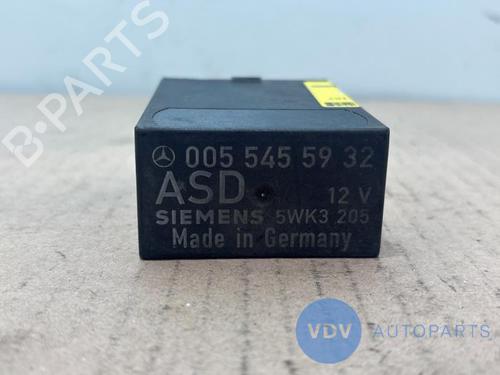 B-PARTS
005 545 59 32
ASD 12 V
SIEMENS 5WK3 205
Made in Germany
VDV AUTOPARTS